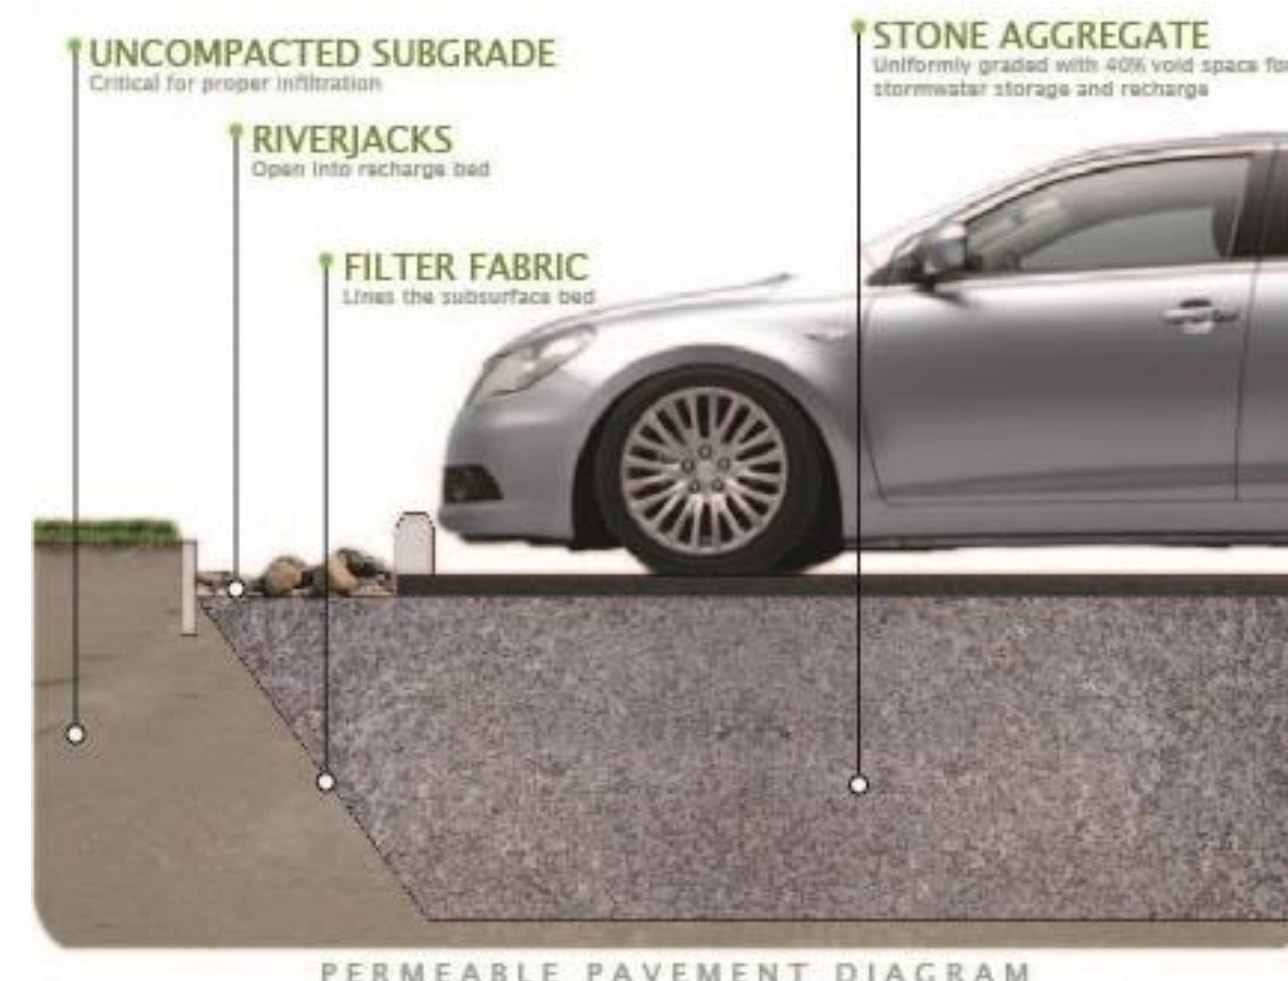 UNCOMPACTED SUBGRADE
Critical for proper infiltration
RIVERJACKS
Open into recharge bed
FILTER FABRIC
Lines the subsurface bed
STONE AGGREGATE
Uniformly graded with 40% void space for
stormwater storage and recharge
PERMEABLE PAVEMENT DIAGRAM